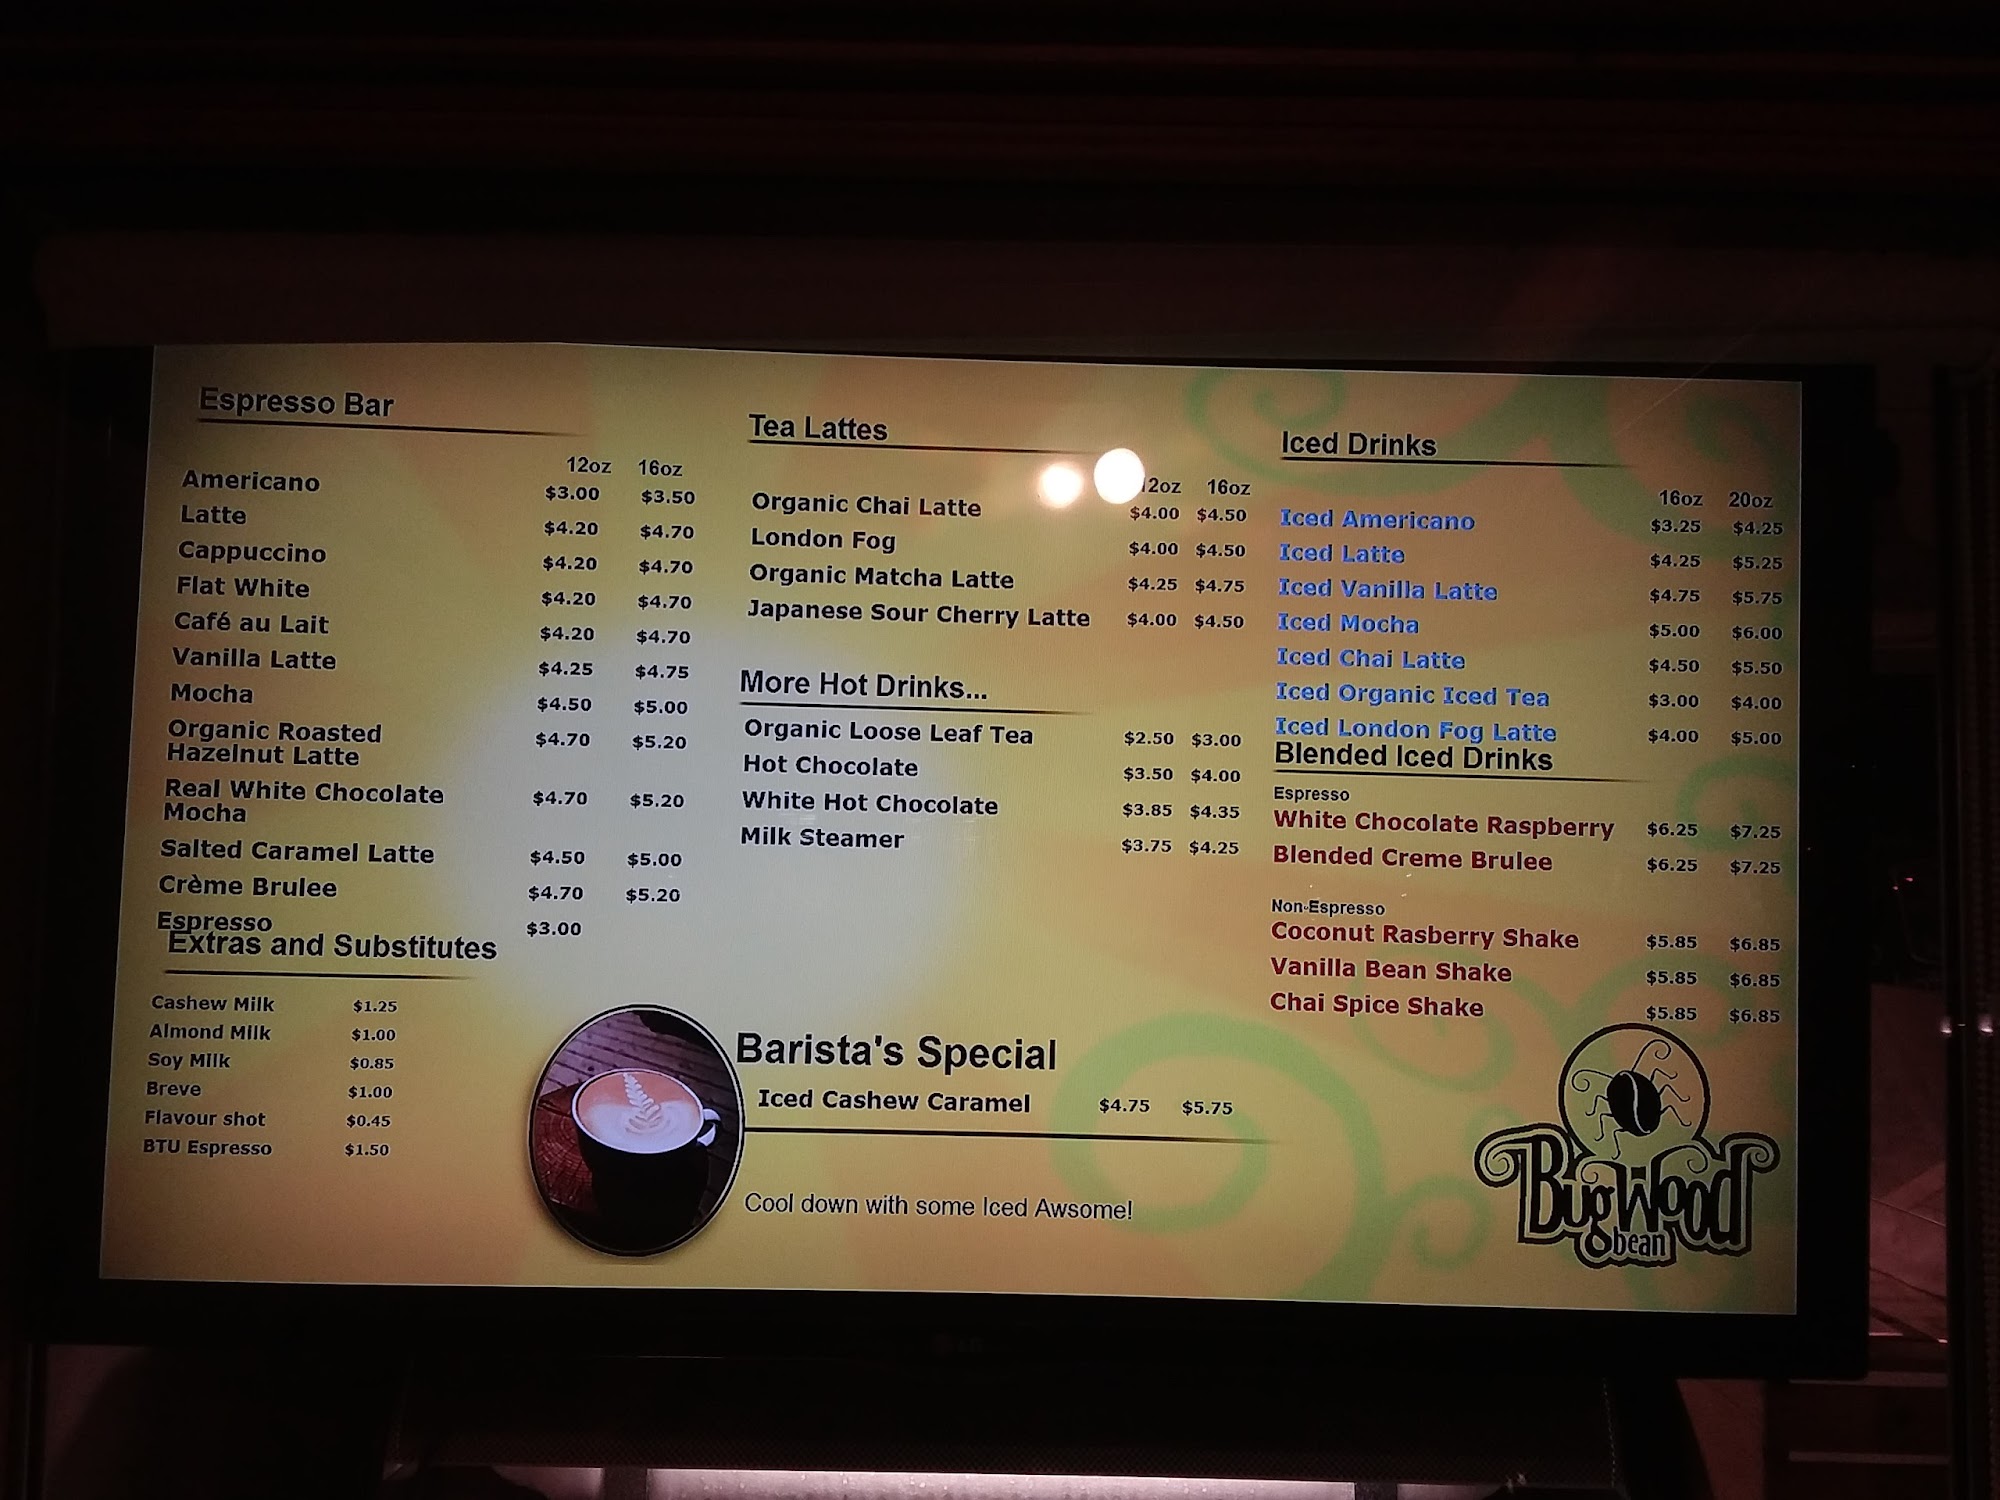 Espresso Bar
12oz 16oz
Americano $3.00 $3.50
Latte $4.20 $4.70
Cappuccino $4.20 $4.70
Flat White $4.20 $4.70
Café au Lait $4.20 $4.70
Vanilla Latte $4.25 $4.75
Mocha $4.50 $5.00
Organic Roasted
Hazelnut Latte $4.70 $5.20
Real White Chocolate
Mocha $4.70 $5.20
Salted Caramel Latte $4.50 $5.00
Crème Brulee $4.70 $5.20
Espresso $3.00
Extras and Substitutes
Cashew Milk $1.25
Almond Milk $1.00
Soy Milk $0.85
Breve $1.00
Flavour shot $0.45
BTU Espresso $1.50
Tea Lattes
12oz 16oz
Organic Chai Latte $4.00 $4.50
London Fog $4.00 $4.50
Organic Matcha Latte $4.25 $4.75
Japanese Sour Cherry Latte $4.00 $4.50
More Hot Drinks...
Organic Loose Leaf Tea $2.50 $3.00
Hot Chocolate $3.50 $4.00
White Hot Chocolate $3.85 $4.35
Milk Steamer $3.75 $4.25
Barista's Special
Iced Cashew Caramel $4.75 $5.75
Cool down with some Iced Awsome!
Iced Drinks
16oz 20oz
Iced Americano $3.25 $4.25
Iced Latte $4.25 $5.25
Iced Vanilla Latte $4.75 $5.75
Iced Mocha $5.00 $6.00
Iced Chai Latte $4.50 $5.50
Iced Organic Iced Tea $3.00 $4.00
Iced London Fog Latte $4.00 $5.00
Blended Iced Drinks
Espresso
White Chocolate Raspberry $6.25 $7.25
Blended Creme Brulee $6.25 $7.25
Non-Espresso
Coconut Rasberry Shake $5.85 $6.85
Vanilla Bean Shake $5.85 $6.85
Chai Spice Shake $5.85 $6.85
BugWood
bean